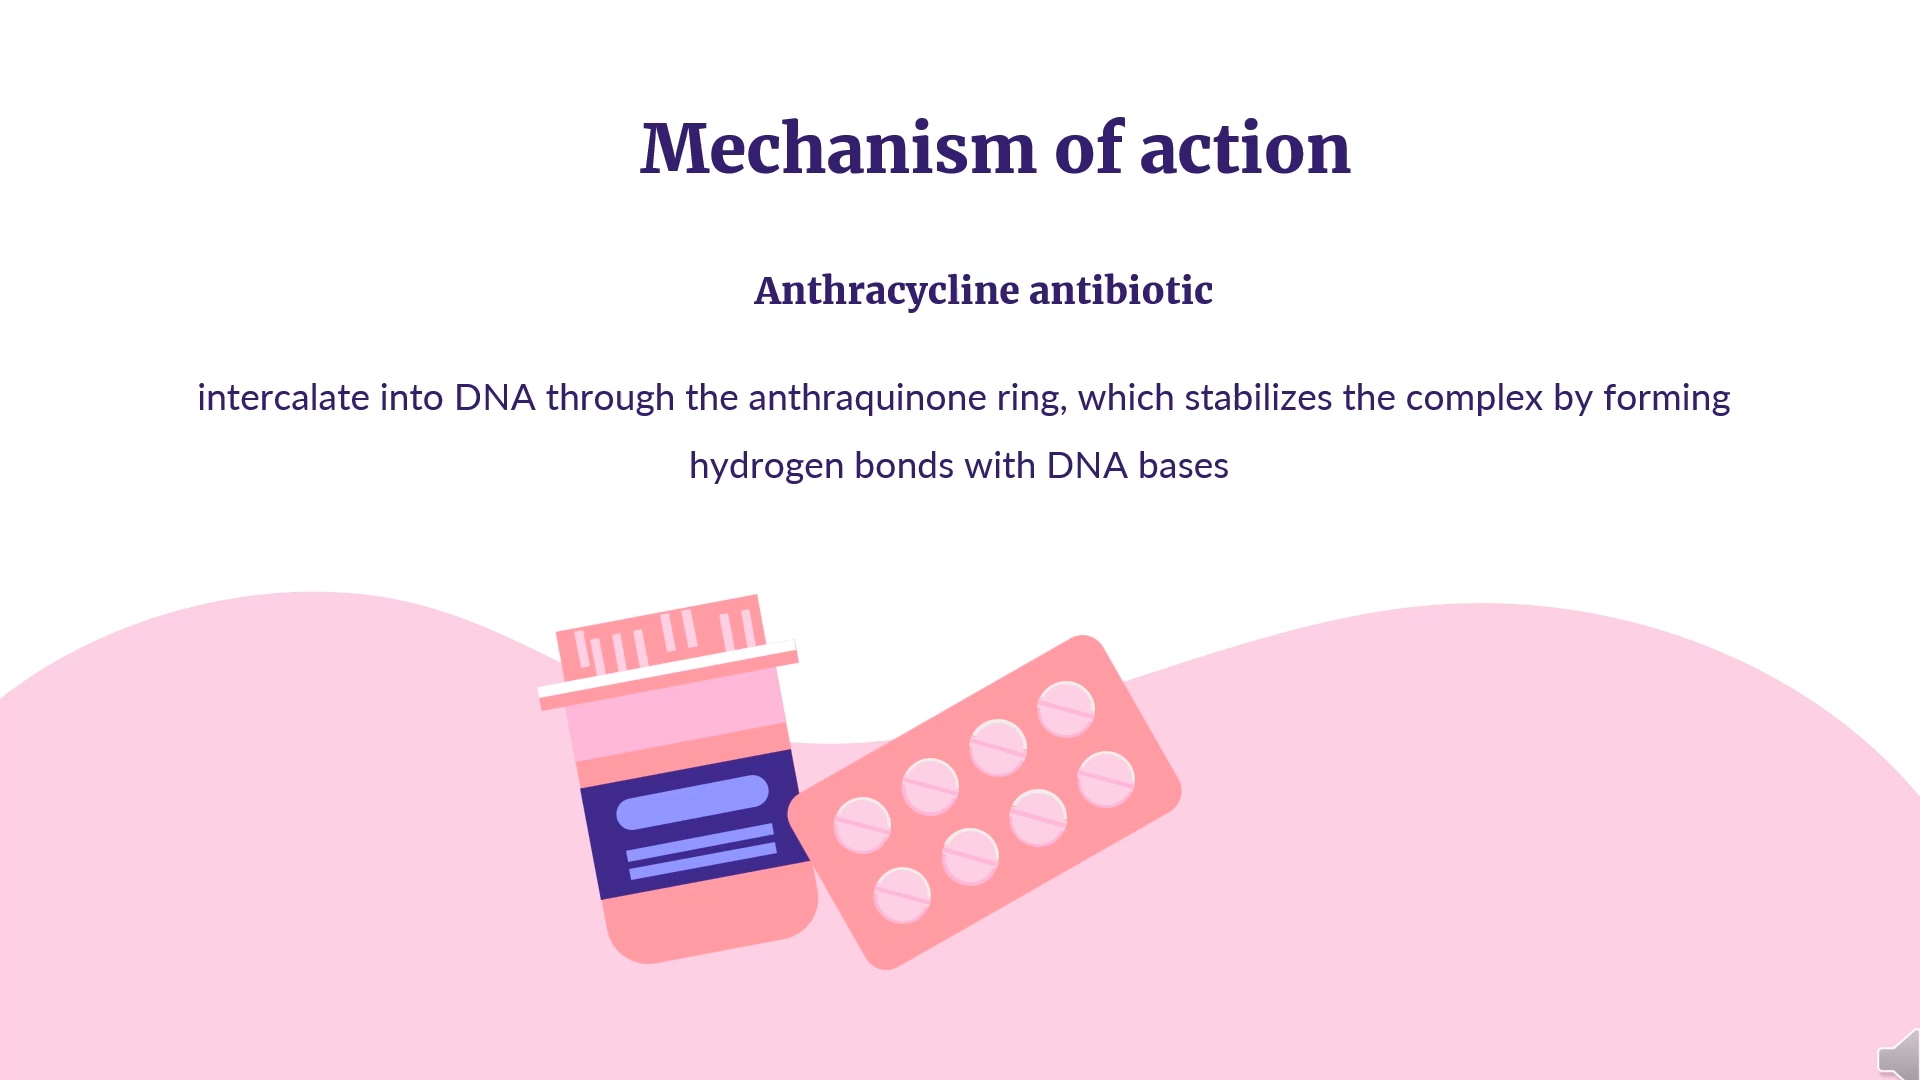 Mechanism of action
Anthracycline antibiotic
intercalate into DNA through the anthraquinone ring, which stabilizes the complex by forming
hydrogen bonds with DNA bases